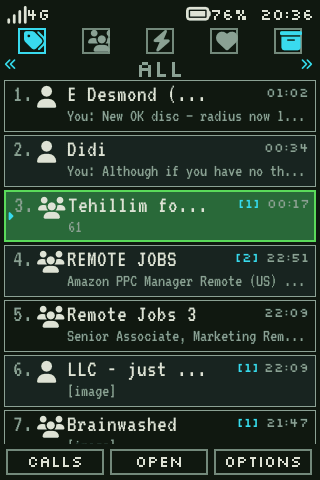 4G 76% 20:36
« »
ALL
1. E Desmond (... 01:02
You: New OK disc - radius now l...
2. Didi 00:34
You: Although if you have no th...
3. Tehillim fo... [1] 00:17
61
4. REMOTE JOBS [2] 22:51
Amazon PPC Manager Remote (US) ...
5. Remote Jobs 3 22:09
Senior Associate, Marketing Rem...
6. LLC - just ... [1] 22:09
[image]
7. Brainwashed [1] 21:47
CALLS OPEN OPTIONS